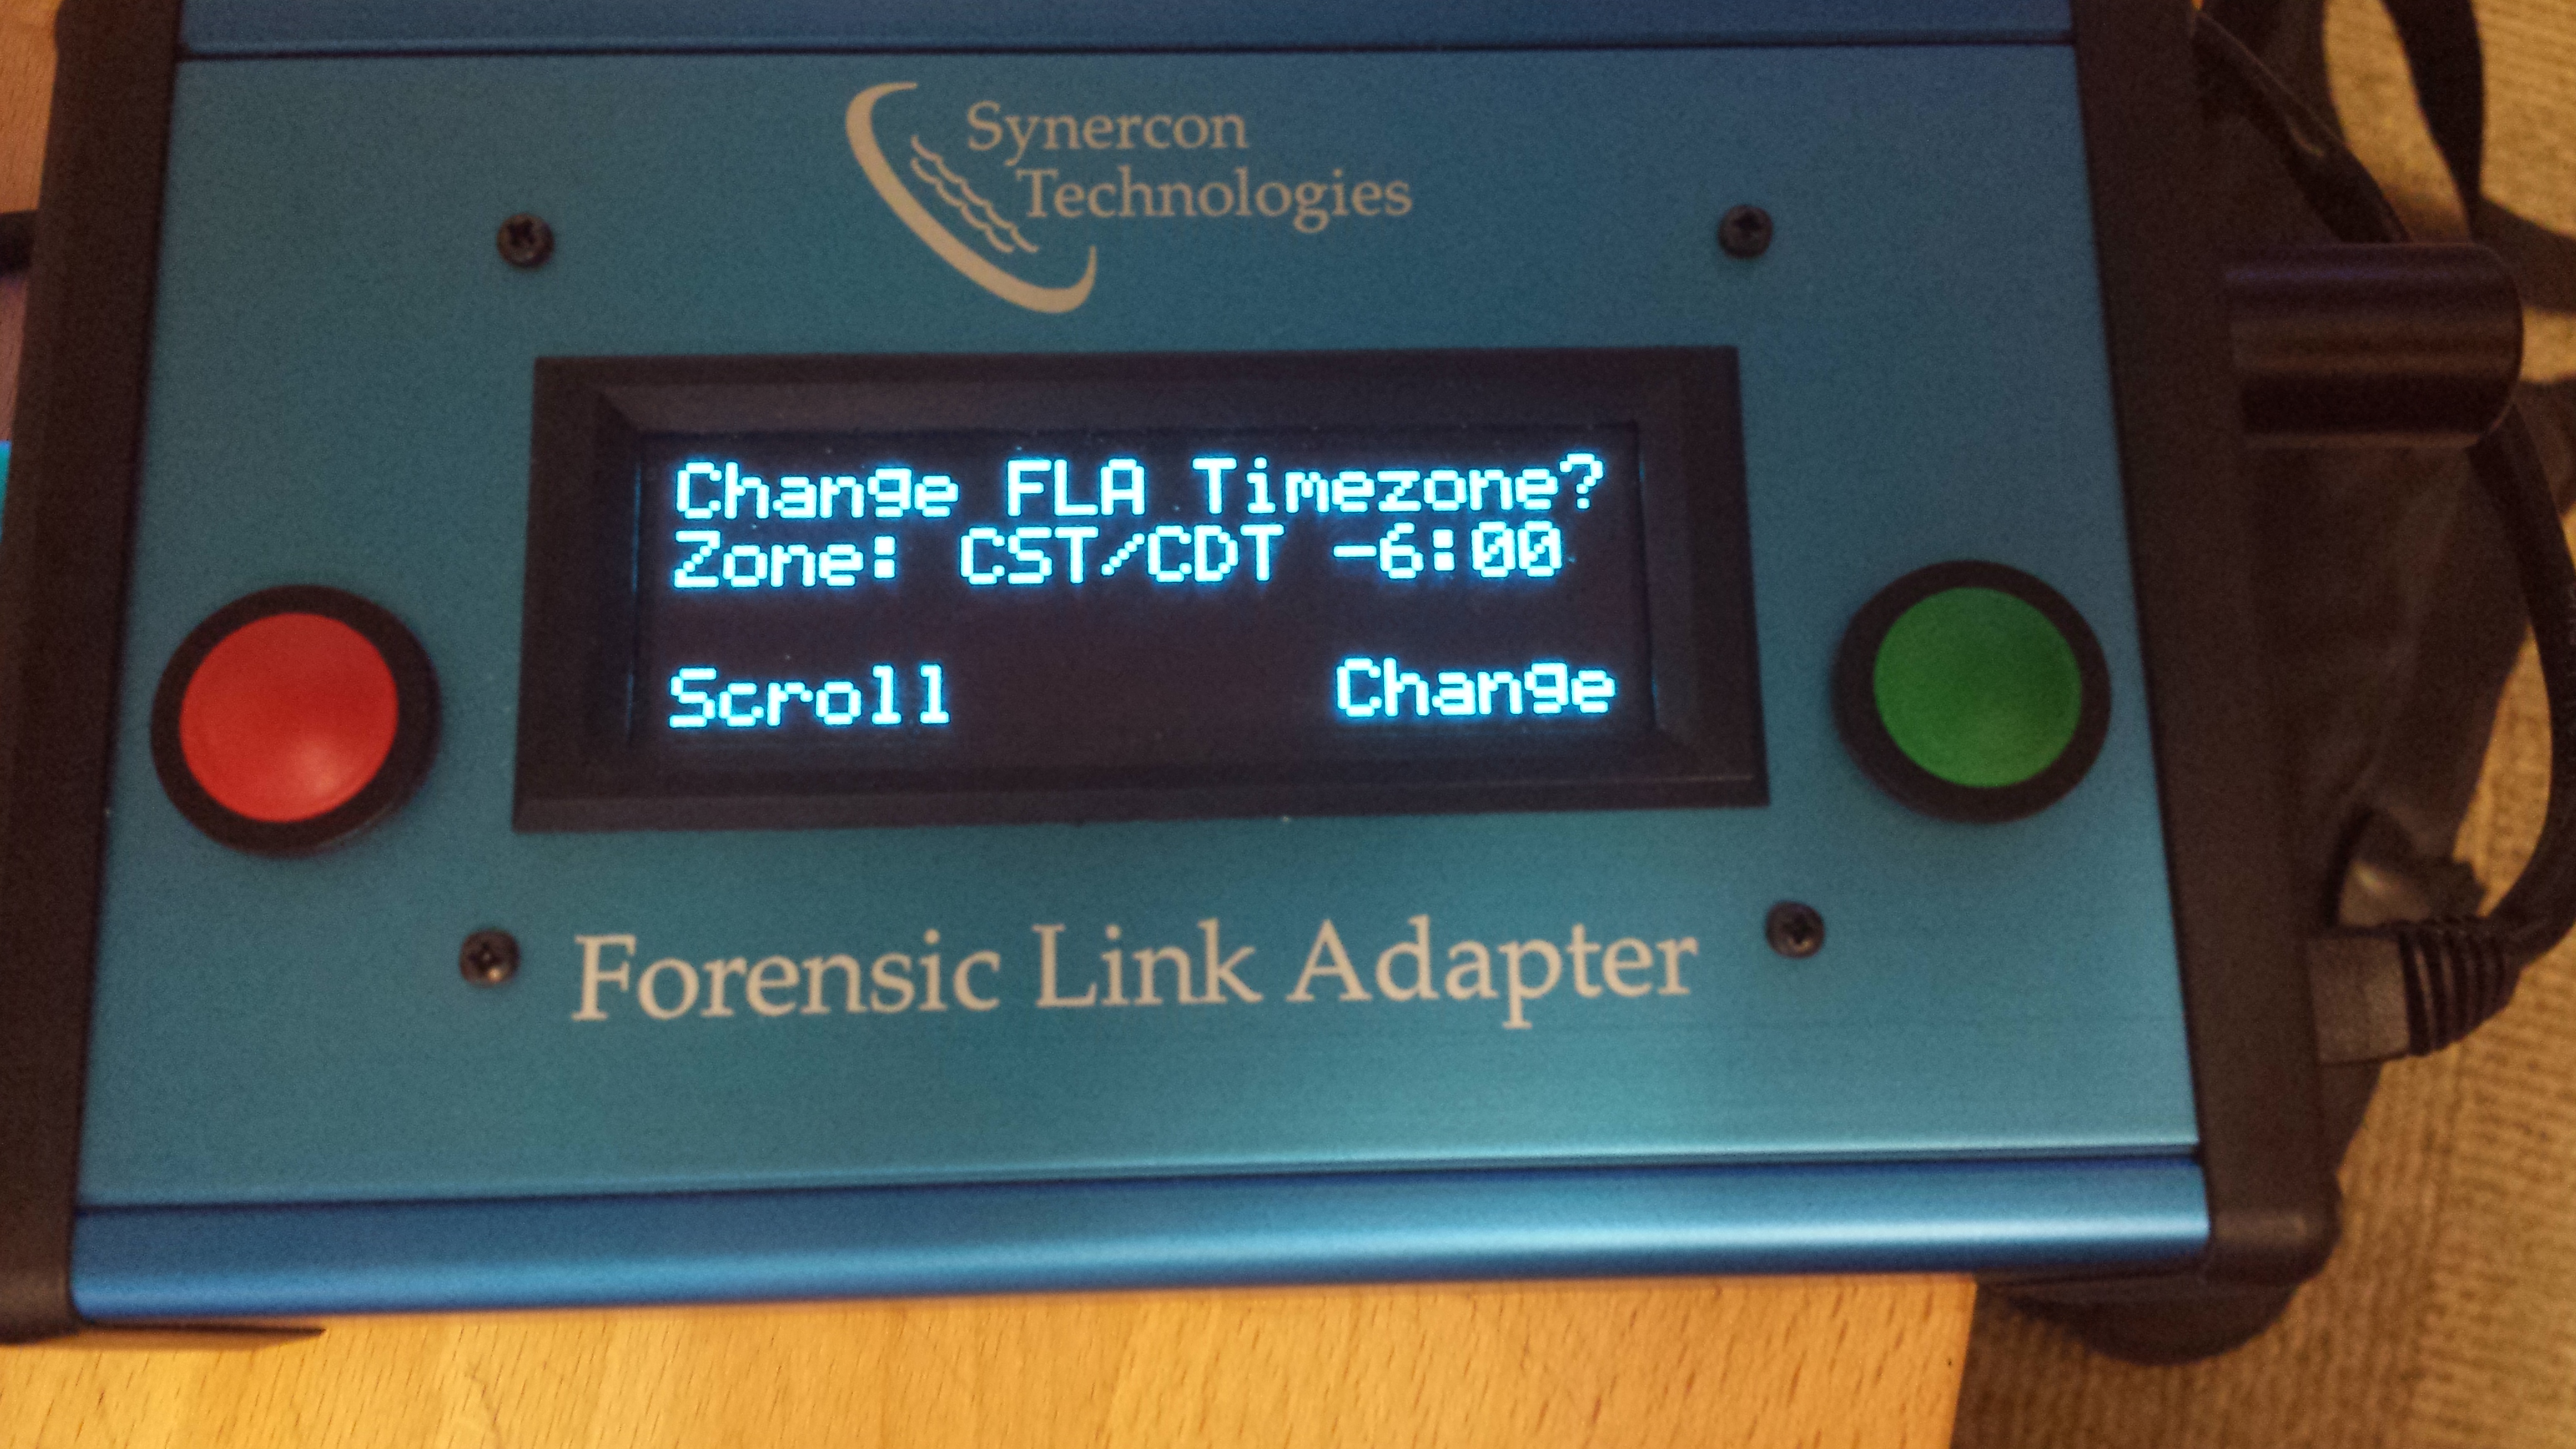 Synercon
Technologies
Change FLA Timezone?
Zone: CST/CDT -6:00
Scroll Change
Forensic Link Adapter